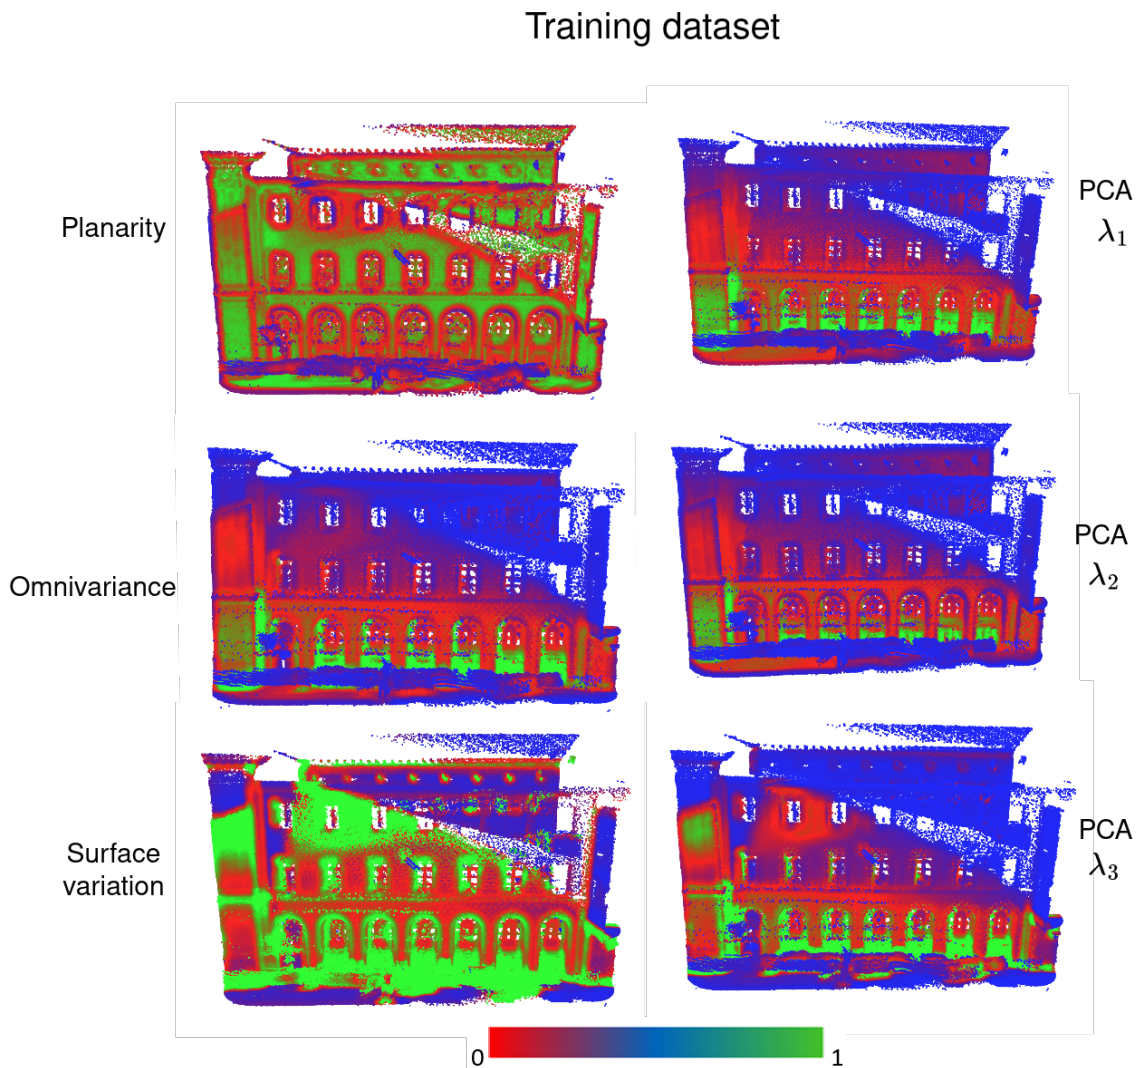 Training dataset
Planarity
PCA
λ₁
Omnivariance
PCA
λ₂
Surface
variation
PCA
λ₃
0
1